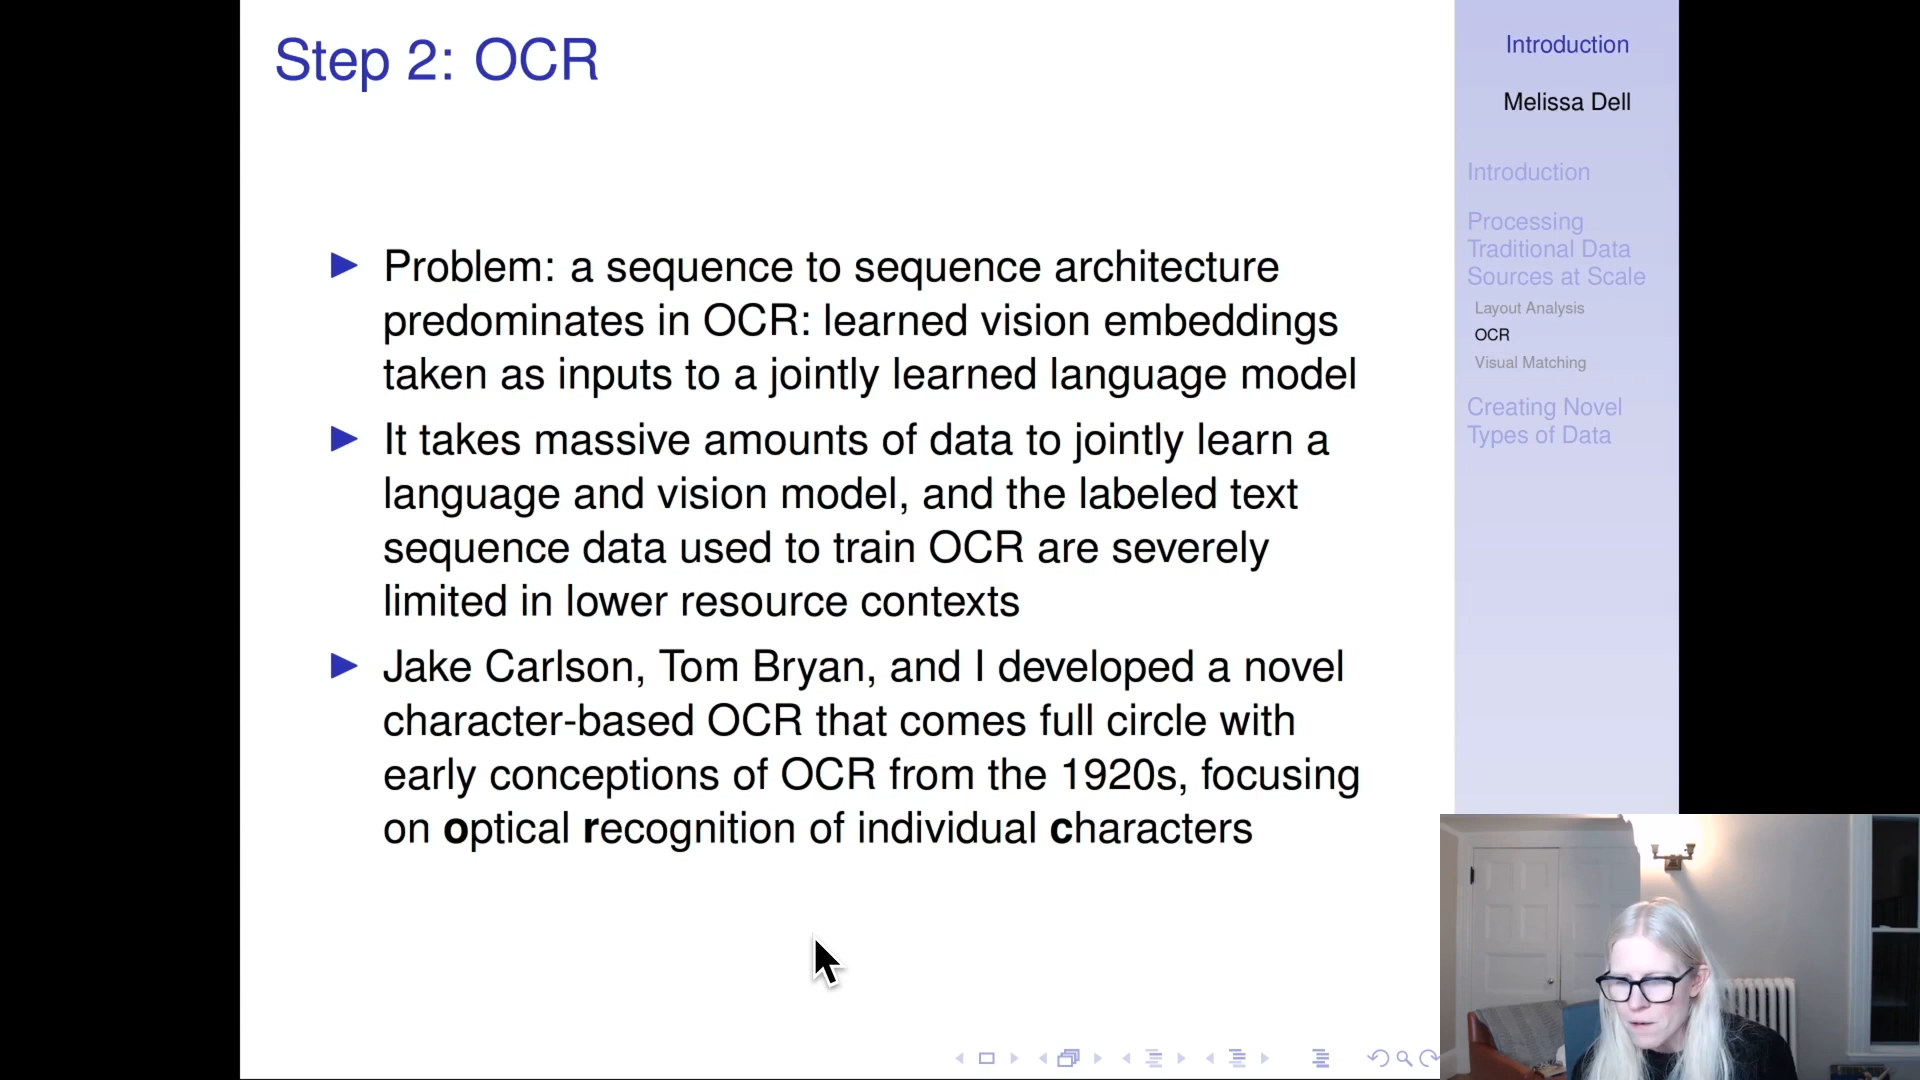 Step 2: OCR
Problem: a sequence to sequence architecture
predominates in OCR: learned vision embeddings
taken as inputs to a jointly learned language model
It takes massive amounts of data to jointly learn a
language and vision model, and the labeled text
sequence data used to train OCR are severely
limited in lower resource contexts
Jake Carlson, Tom Bryan, and I developed a novel
character-based OCR that comes full circle with
early conceptions of OCR from the 1920s, focusing
on optical recognition of individual characters
Introduction
Melissa Dell
Introduction
Processing
Traditional Data
Sources at Scale
Layout Analysis
OCR
Visual Matching
Creating Novel
Types of Data